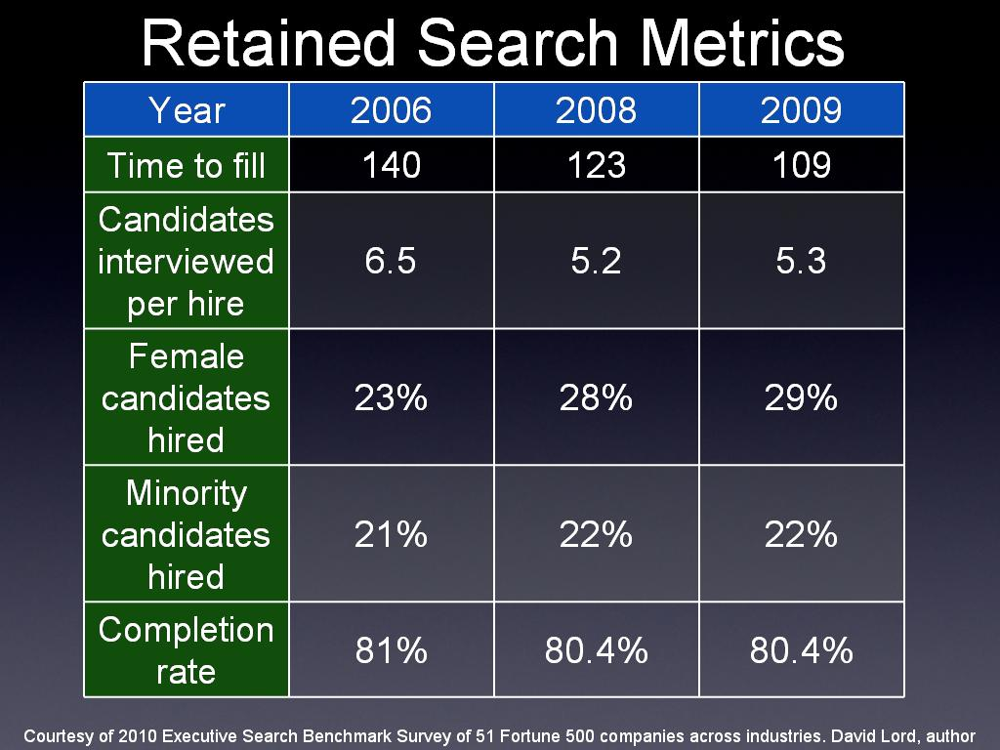 Retained Search Metrics
Year 2006 2008 2009
Time to fill 140 123 109
Candidates
interviewed
per hire 6.5 5.2 5.3
Female
candidates
hired 23% 28% 29%
Minority
candidates
hired 21% 22% 22%
Completion
rate 81% 80.4% 80.4%
Courtesy of 2010 Executive Search Benchmark Survey of 51 Fortune 500 companies across industries. David Lord, author